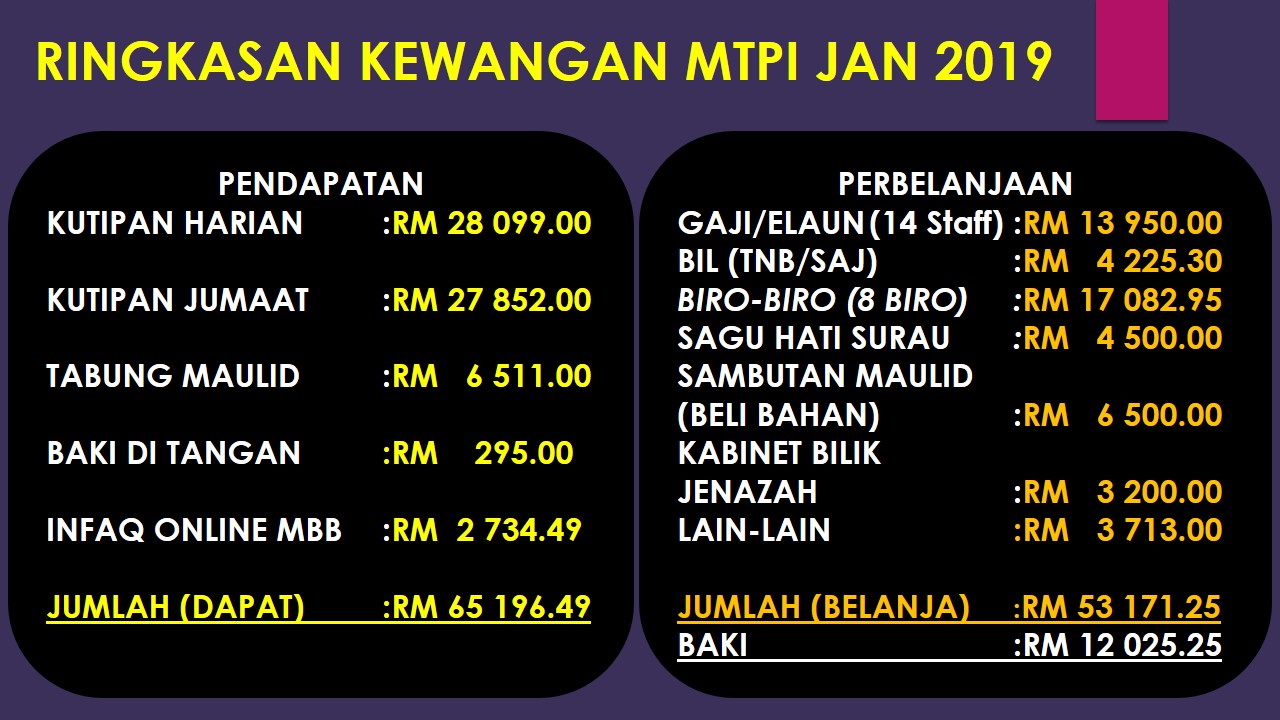 RINGKASAN KEWANGAN MTPI JAN 2019
PENDAPATAN
KUTIPAN HARIAN :RM 28 099.00
KUTIPAN JUMAAT :RM 27 852.00
TABUNG MAULID :RM 6 511.00
BAKI DI TANGAN :RM 295.00
INFAQ ONLINE MBB :RM 2 734.49
JUMLAH (DAPAT) :RM 65 196.49
PERBELANJAAN
GAJI/ELAUN (14 Staff) :RM 13 950.00
BIL (TNB/SAJ) :RM 4 225.30
BIRO-BIRO (8 BIRO) :RM 17 082.95
SAGU HATI SURAU :RM 4 500.00
SAMBUTAN MAULID
(BELI BAHAN) :RM 6 500.00
KABINET BILIK
JENAZAH :RM 3 200.00
LAIN-LAIN :RM 3 713.00
JUMLAH (BELANJA) :RM 53 171.25
BAKI :RM 12 025.25